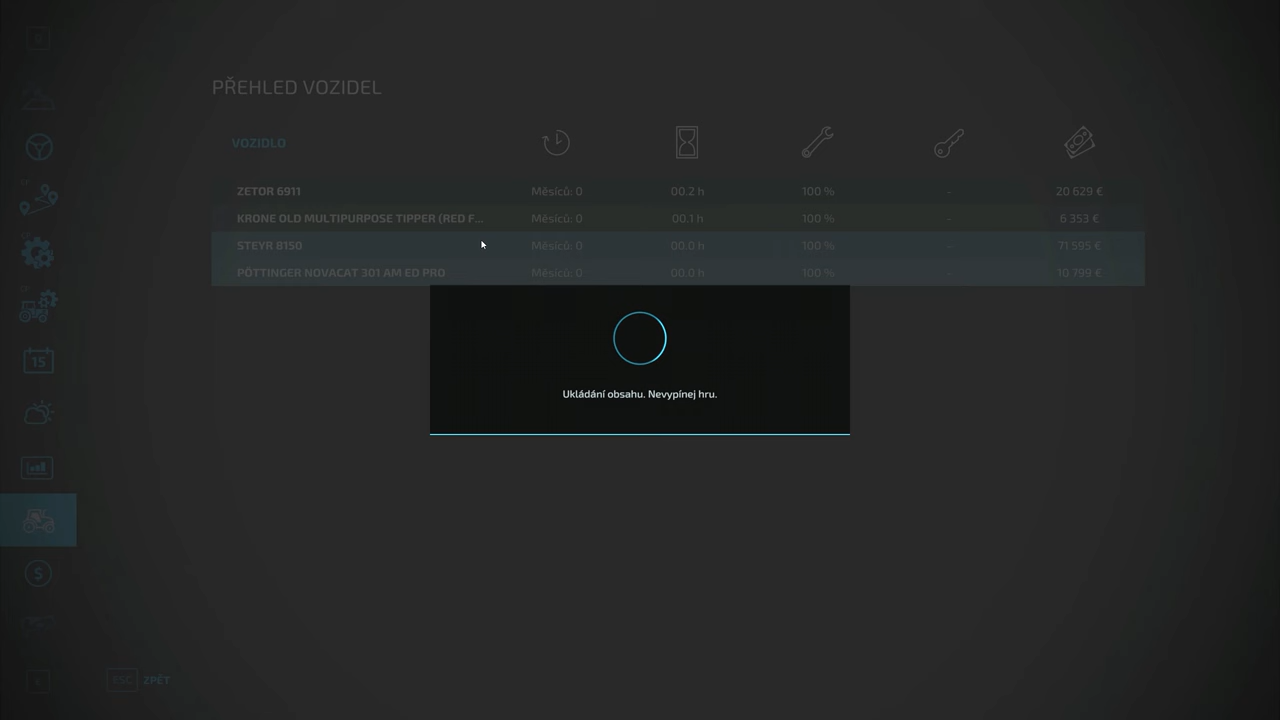 PŘEHLED VOZIDEL
VOZIDLO
ZETOR 6911 Měsíců: 0 00.2 h 100 % - 20 629 €
KRONE OLD MULTIPURPOSE TIPPER (RED F... Měsíců: 0 00.1 h 100 % - 6 353 €
STEYR 8150 Měsíců: 0 00.0 h 100 % - 71 595 €
PÖTTINGER NOVACAT 301 AM ED PRO Měsíců: 0 00.0 h 100 % - 10 799 €
Ukládání obsahu. Nevypínej hru.
15
$
ESC ZPĚT